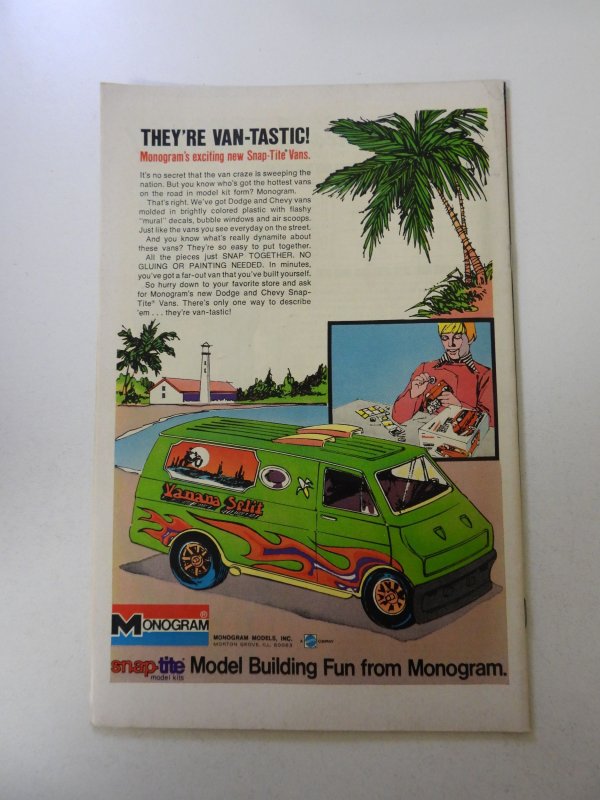 THEY'RE VAN-TASTIC!
Monogram's exciting new Snap-Tite® Vans.
It's no secret that the van craze is sweeping the
nation. But you know who's got the hottest vans
on the road in model kit form? Monogram.
That's right. We've got Dodge and Chevy vans
molded in brightly colored plastic with flashy
"mural" decals, bubble windows and air scoops.
Just like the vans you see everyday on the street.
And you know what's really dynamite about
these vans? They're so easy to put together.
All the pieces just SNAP TOGETHER. NO
GLUING OR PAINTING NEEDED. In minutes,
you've got a far-out van that you've built yourself.
So hurry down to your favorite store and ask
for Monogram's new Dodge and Chevy Snap-
Tite® Vans. There's only one way to describe
'em . . . they're van-tastic!
Yanana Split
MONOGRAM®
MONOGRAM MODELS, INC.
MORTON GROVE, ILL. 60053
A COMPANY
snap-tite
model kits
Model Building Fun from Monogram.